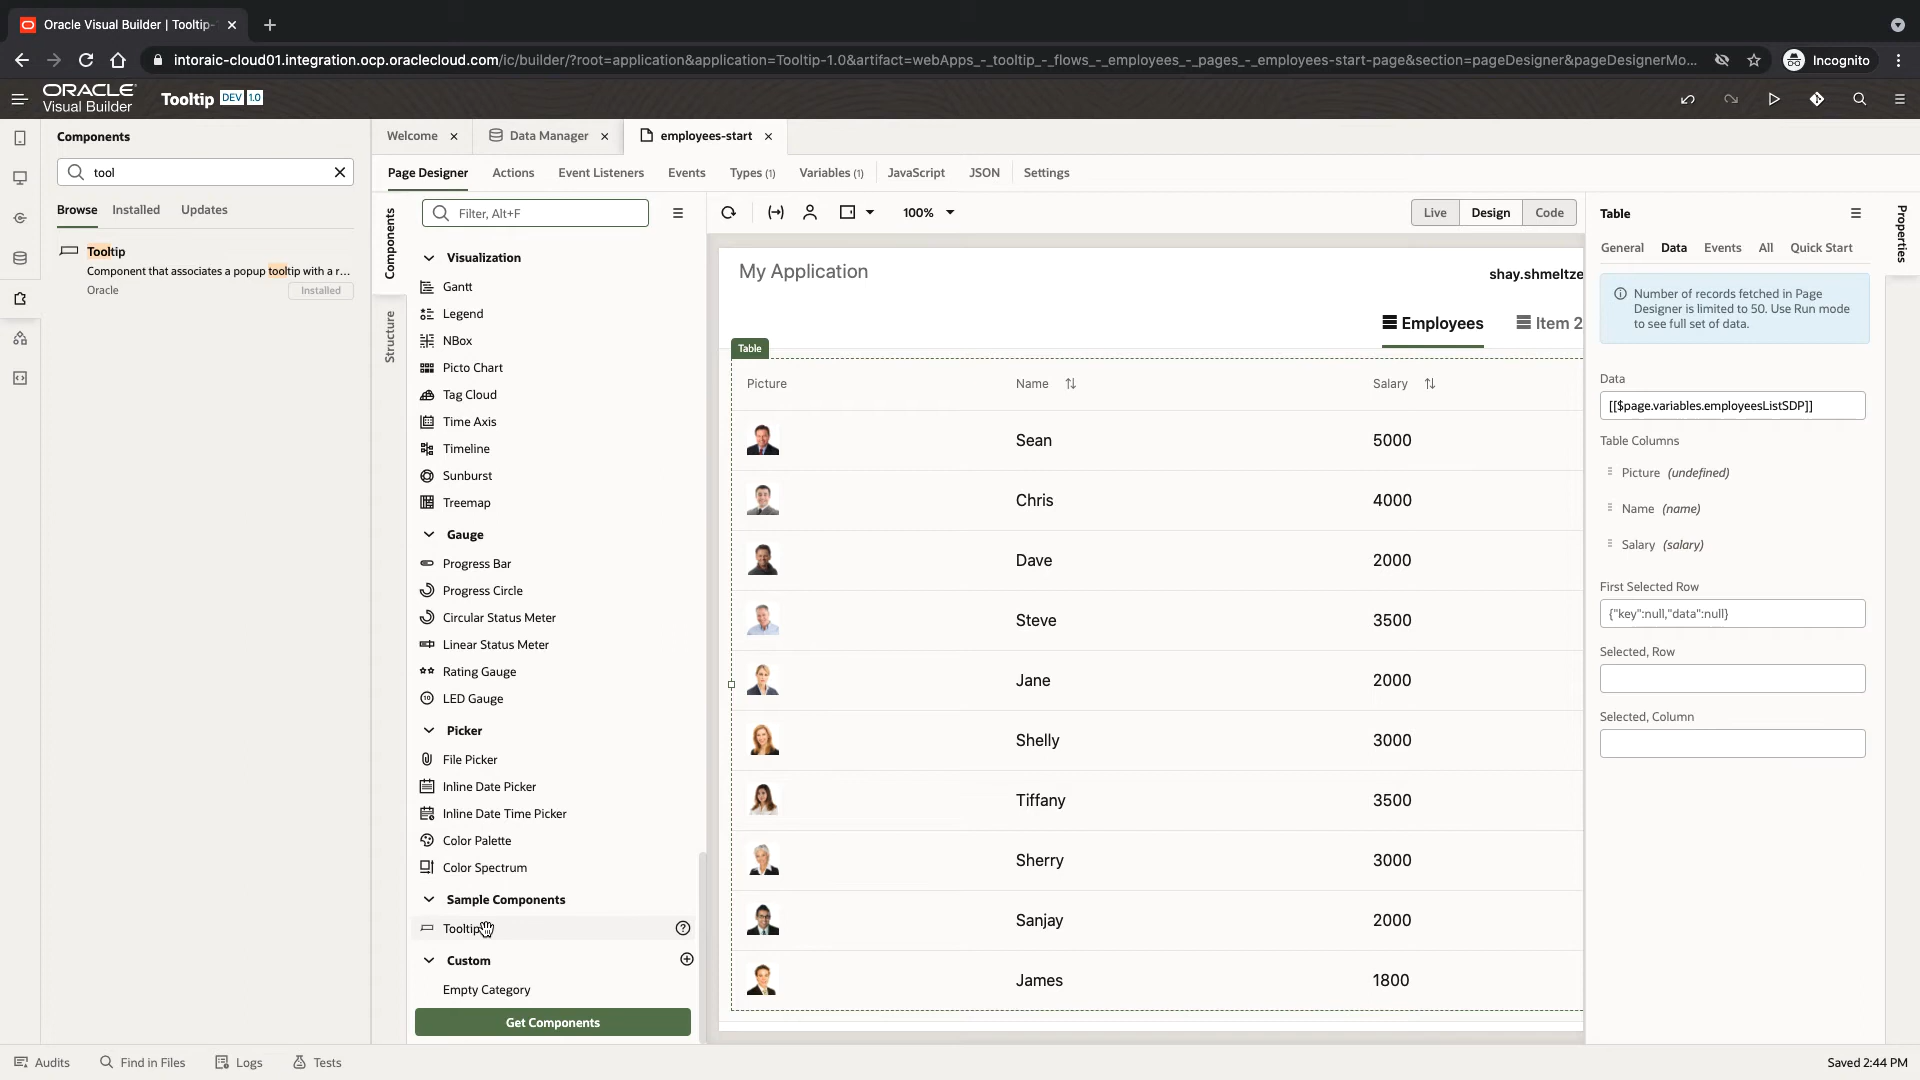 Oracle Visual Builder | Tooltip-
intoraic-cloud01.integration.ocp.oraclecloud.com/ic/builder/?root=application&application=Tooltip-1.0&artifact=webApps_-_tooltip_-_flows_-_employees_-_pages_-_employees-start-page&section=pageDesigner&pageDesignerMo...
Incognito
ORACLE
Visual Builder
Tooltip DEV 1.0
Components
tool
Browse Installed Updates
Tooltip
Component that associates a popup tooltip with a r...
Oracle Installed
Welcome Data Manager employees-start
Page Designer Actions Event Listeners Events Types (1) Variables (1) JavaScript JSON Settings
Components
Structure
Filter, Alt+F
Visualization
Gantt
Legend
NBox
Picto Chart
Tag Cloud
Time Axis
Timeline
Sunburst
Treemap
Gauge
Progress Bar
Progress Circle
Circular Status Meter
Linear Status Meter
Rating Gauge
LED Gauge
Picker
File Picker
Inline Date Picker
Inline Date Time Picker
Color Palette
Color Spectrum
Sample Components
Tooltip
Custom
Empty Category
Get Components
100% Live Design Code
My Application shay.shmeltze
Employees Item 2
Table
Picture Name Salary
Sean 5000
Chris 4000
Dave 2000
Steve 3500
Jane 2000
Shelly 3000
Tiffany 3500
Sherry 3000
Sanjay 2000
James 1800
Table
Properties
General Data Events All Quick Start
Number of records fetched in Page
Designer is limited to 50. Use Run mode
to see full set of data.
Data
[[$page.variables.employeesListSDP]]
Table Columns
Picture (undefined)
Name (name)
Salary (salary)
First Selected Row
{"key":null,"data":null}
Selected, Row
Selected, Column
Audits Find in Files Logs Tests Saved 2:44 PM